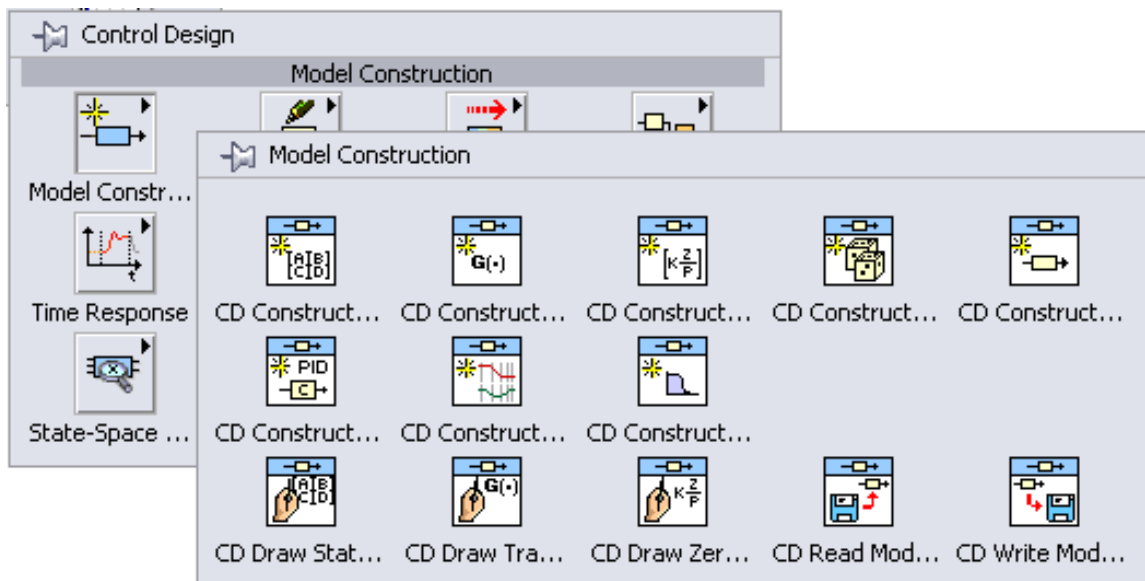 Control Design
Model Construction
Model Constr...
Time Response
State-Space ...
Model Construction
[A|B]
[C|D]
G(·)
[K Z/P]
CD Construct... CD Construct... CD Construct... CD Construct... CD Construct...
t
PID
C
CD Construct... CD Construct... CD Construct...
x
[A|B]
[C|D]
G(·)
K Z/P
CD Draw Stat... CD Draw Tra... CD Draw Zer... CD Read Mod... CD Write Mod...